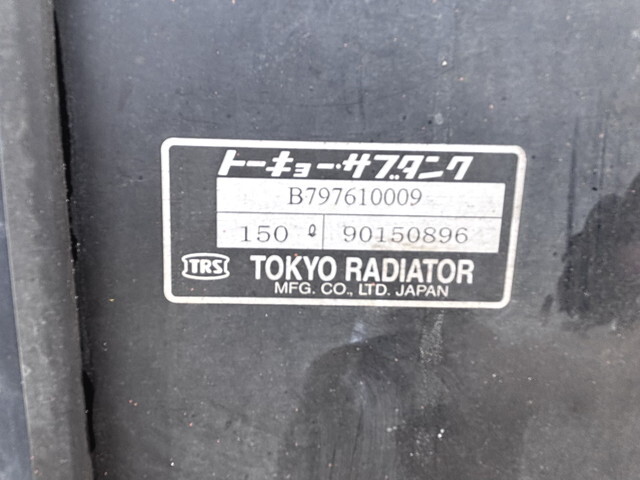 トーキョー・サブタンク
B797610009
150 ℓ 90150896
TRS TOKYO RADIATOR
MFG. CO., LTD. JAPAN